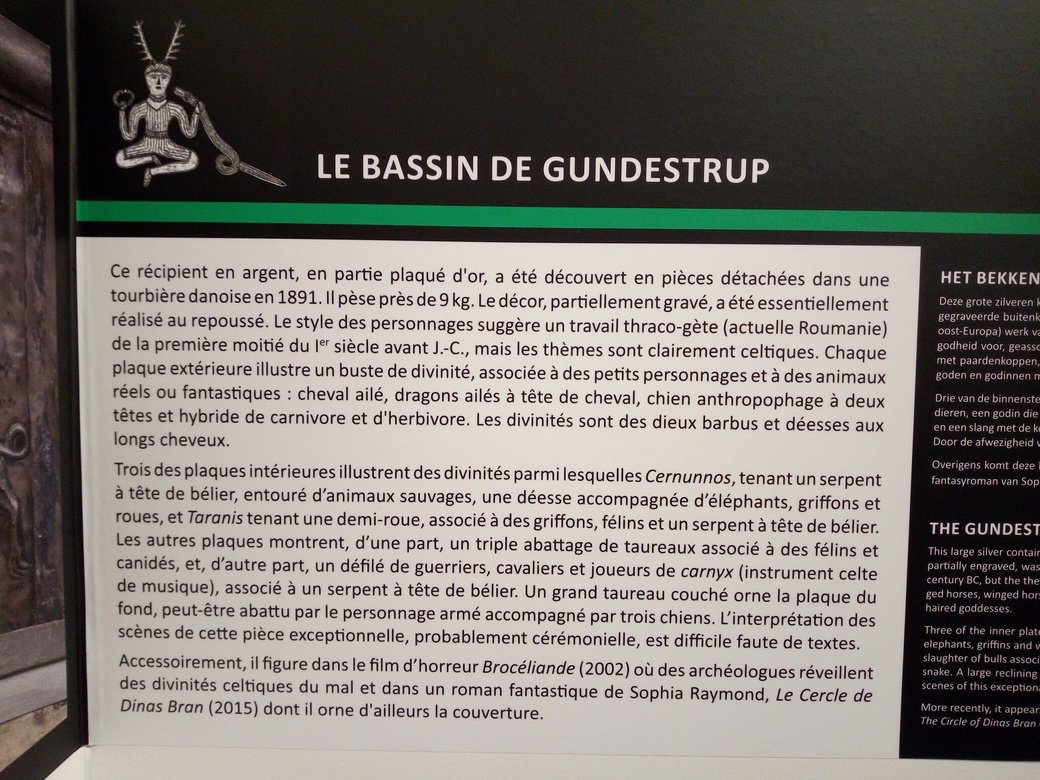 LE BASSIN DE GUNDESTRUP
Ce récipient en argent, en partie plaqué d'or, a été découvert en pièces détachées dans une
tourbière danoise en 1891. Il pèse près de 9 kg. Le décor, partiellement gravé, a été essentiellement
réalisé au repoussé. Le style des personnages suggère un travail thraco-gète (actuelle Roumanie)
de la première moitié du Ier siècle avant J.-C., mais les thèmes sont clairement celtiques. Chaque
plaque extérieure illustre un buste de divinité, associée à des petits personnages et à des animaux
réels ou fantastiques : cheval ailé, dragons ailés à tête de cheval, chien anthropophage à deux
têtes et hybride de carnivore et d'herbivore. Les divinités sont des dieux barbus et déesses aux
longs cheveux.
Trois des plaques intérieures illustrent des divinités parmi lesquelles Cernunnos, tenant un serpent
à tête de bélier, entouré d'animaux sauvages, une déesse accompagnée d'éléphants, griffons et
roues, et Taranis tenant une demi-roue, associé à des griffons, félins et un serpent à tête de bélier.
Les autres plaques montrent, d'une part, un triple abattage de taureaux associé à des félins et
canidés, et, d'autre part, un défilé de guerriers, cavaliers et joueurs de carnyx (instrument celte
de musique), associé à un serpent à tête de bélier. Un grand taureau couché orne la plaque du
fond, peut-être abattu par le personnage armé accompagné par trois chiens. L'interprétation des
scènes de cette pièce exceptionnelle, probablement cérémonielle, est difficile faute de textes.
Accessoirement, il figure dans le film d'horreur Brocéliande (2002) où des archéologues réveillent
des divinités celtiques du mal et dans un roman fantastique de Sophia Raymond, Le Cercle de
Dinas Bran (2015) dont il orne d'ailleurs la couverture.
HET BEKKEN
Deze grote zilveren
gegraveerde buitenk
oost-Europa) werk va
godheid voor, geasso
met paardenkoppen,
goden en godinnen
Drie van de binnenste
dieren, een godin die
en een slang met de
Door de afwezigheid
Overigens komt deze
fantasyroman van Sop
THE GUNDEST
This large silver contain
partially engraved, was
century BC, but the the
ged horses, winged hors
haired goddesses.
Three of the inner plate
elephants, griffins and
slaughter of bulls associ
snake. A large reclining
scenes of this exceptiona
More recently, it appear
The Circle of Dinas Bran